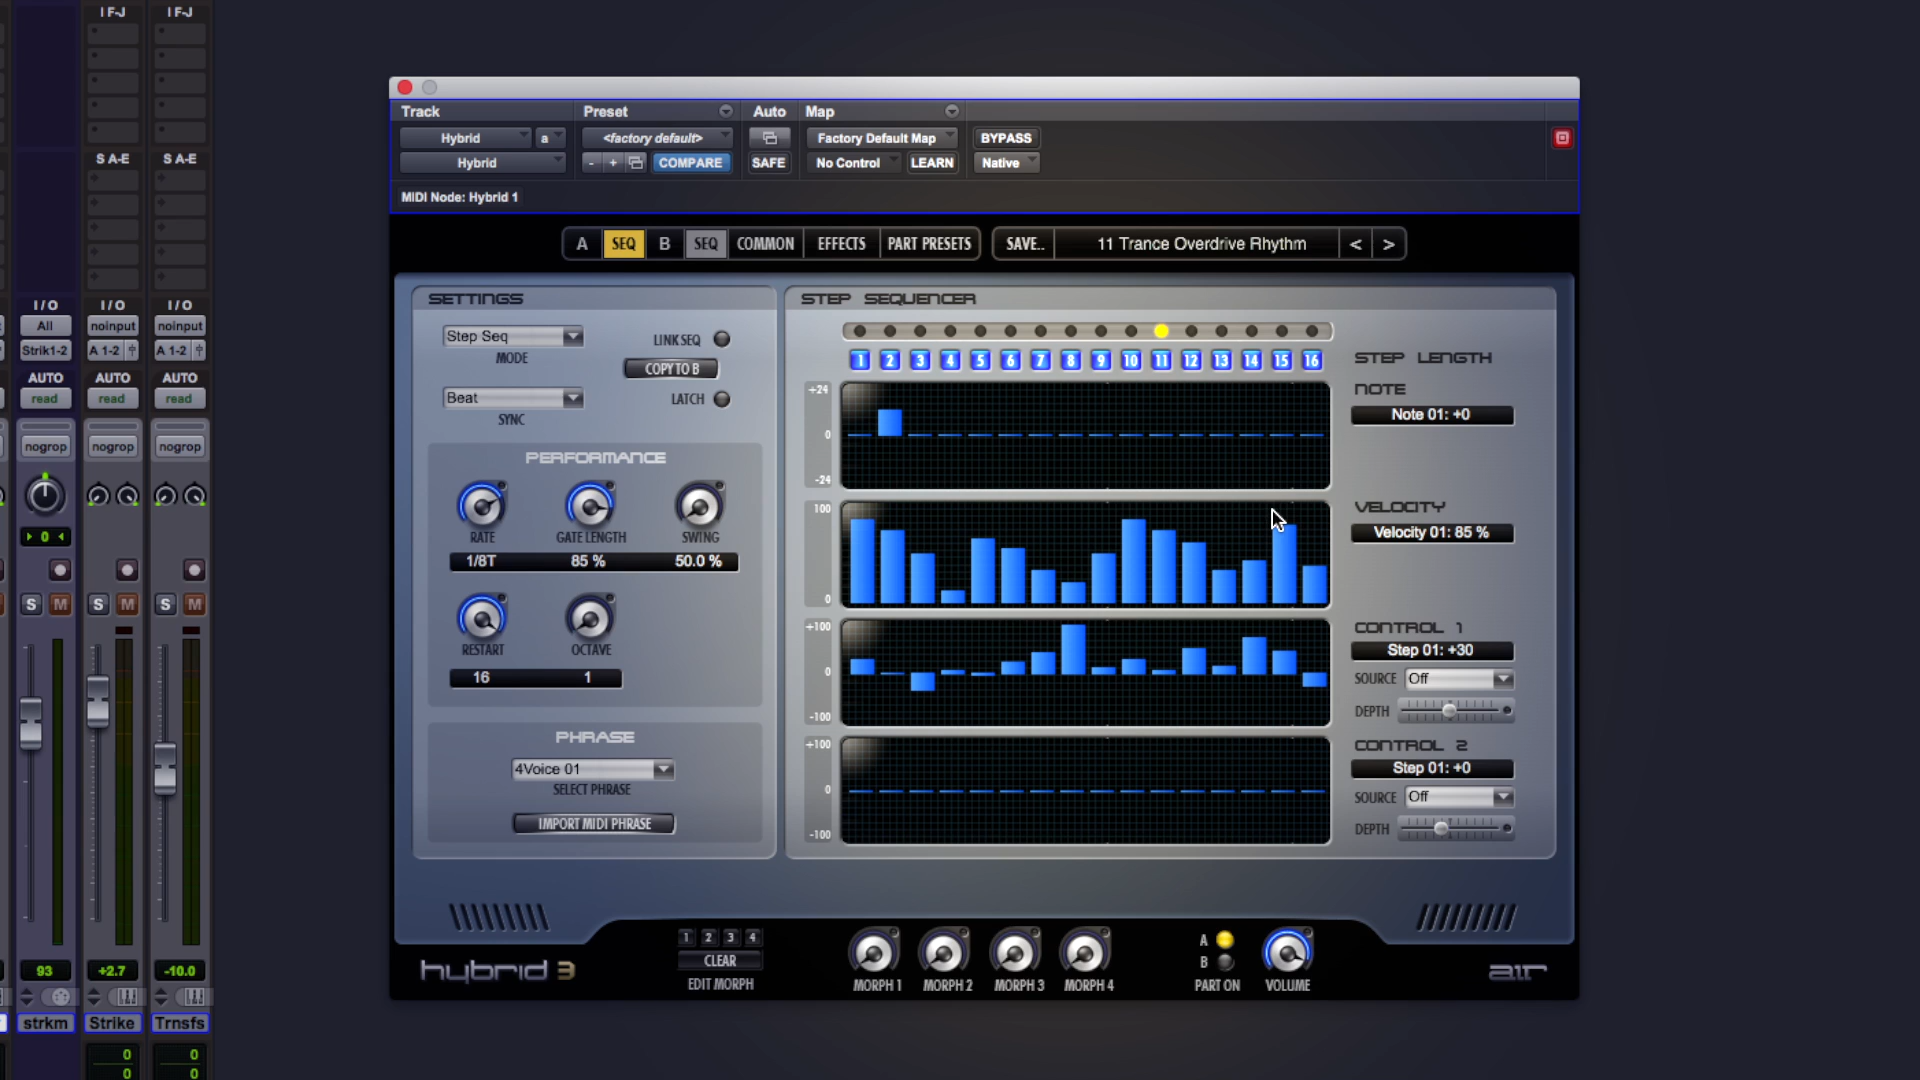 I F-J
I F-J
S A-E
S A-E
I / O
I / O
I / O
All
noinput
noinput
Strik1-2
A 1-2
A 1-2
AUTO
AUTO
AUTO
read
read
read
nogrop
nogrop
nogrop
0
S M
S M
S M
93
+2.7
-10.0
strkm
Strike
Trnsfs
0
0
0
0
Track
Preset
Auto
Map
Hybrid
a
<factory default>
Factory Default Map
BYPASS
Hybrid
- +
COMPARE
SAFE
No Control
LEARN
Native
MIDI Node: Hybrid 1
A SEQ B SEQ COMMON EFFECTS PART PRESETS
SAVE..
11 Trance Overdrive Rhythm
< >
SETTINGS
Step Seq
MODE
LINK SEQ
COPY TO B
Beat
SYNC
LATCH
PERFORMANCE
RATE
GATE LENGTH
SWING
1/8T
85 %
50.0 %
RESTART
OCTAVE
16
1
PHRASE
4Voice 01
SELECT PHRASE
IMPORT MIDI PHRASE
STEP SEQUENCER
1 2 3 4 5 6 7 8 9 10 11 12 13 14 15 16
STEP LENGTH
+24
0
-24
NOTE
Note 01: +0
100
0
VELOCITY
Velocity 01: 85 %
+100
0
-100
CONTROL 1
Step 01: +30
SOURCE
Off
DEPTH
+100
0
-100
CONTROL 2
Step 01: +0
SOURCE
Off
DEPTH
hybrid 3
1 2 3 4
CLEAR
EDIT MORPH
MORPH 1
MORPH 2
MORPH 3
MORPH 4
A
B
PART ON
VOLUME
air